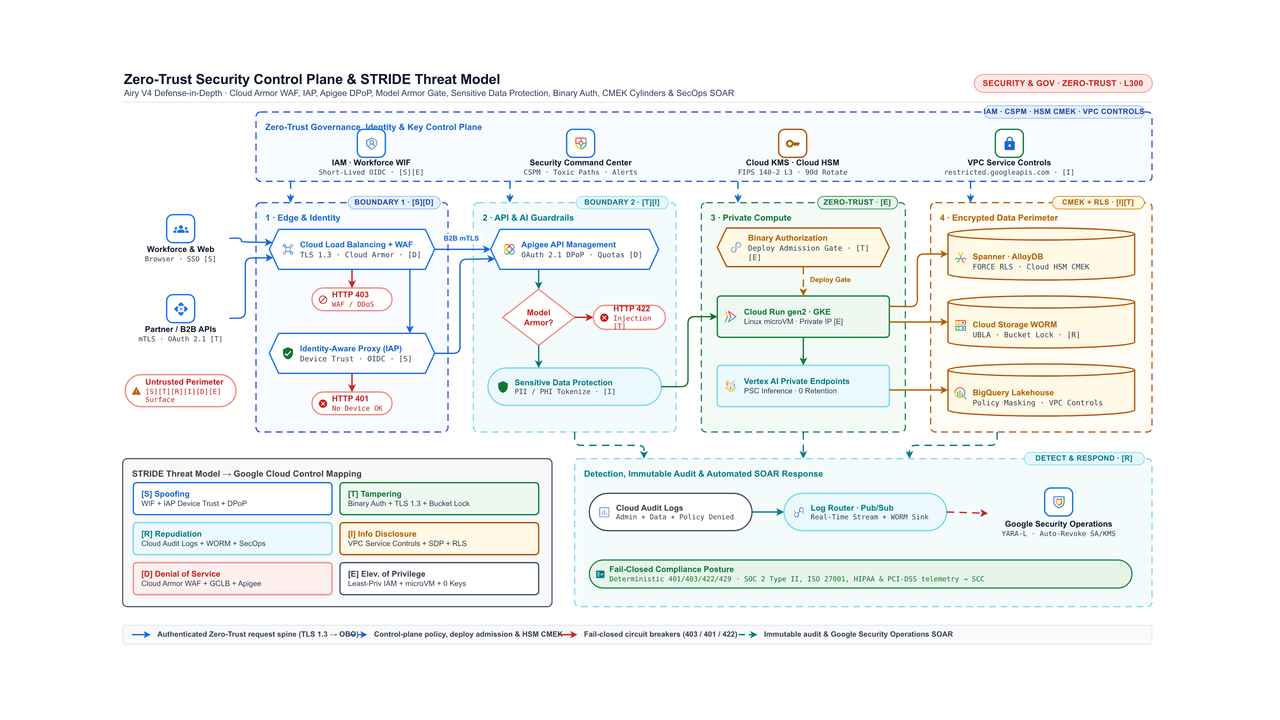 Zero-Trust Security Control Plane & STRIDE Threat Model
Airy V4 Defense-in-Depth · Cloud Armor WAF, IAP, Apigee DPoP, Model Armor Gate, Sensitive Data Protection, Binary Auth, CMEK Cylinders & SecOps SOAR
SECURITY & GOV · ZERO-TRUST · L300
IAM · CSPM · HSM CMEK · VPC CONTROLS
Zero-Trust Governance, Identity & Key Control Plane
IAM · Workforce WIF
Short-Lived OIDC · [S][E]
Security Command Center
CSPM · Toxic Paths · Alerts
Cloud KMS · Cloud HSM
FIPS 140-2 L3 · 90d Rotate
VPC Service Controls
restricted.googleapis.com · [I]
Workforce & Web
Browser · SSO [S]
Partner / B2B APIs
mTLS · OAuth 2.1 [T]
Untrusted Perimeter
[S][T][R][I][D][E]
Surface
BOUNDARY 1 · [S][D]
1 · Edge & Identity
Cloud Load Balancing + WAF
TLS 1.3 · Cloud Armor · [D]
HTTP 403
WAF / DDoS
Identity-Aware Proxy (IAP)
Device Trust · OIDC · [S]
HTTP 401
No Device OK
B2B mTLS
BOUNDARY 2 · [T][I]
2 · API & AI Guardrails
Apigee API Management
OAuth 2.1 DPoP · Quotas [D]
Model
Armor?
HTTP 422
Injection
[T]
Sensitive Data Protection
PII / PHI Tokenize · [I]
ZERO-TRUST · [E]
3 · Private Compute
Binary Authorization
Deploy Admission Gate · [T]
[E]
Deploy Gate
Cloud Run gen2 · GKE
Linux microVM · Private IP [E]
Vertex AI Private Endpoints
PSC Inference · 0 Retention
CMEK + RLS · [I][T]
4 · Encrypted Data Perimeter
Spanner · AlloyDB
FORCE RLS · Cloud HSM CMEK
Cloud Storage WORM
UBLA · Bucket Lock · [R]
BigQuery Lakehouse
Policy Masking · VPC Controls
STRIDE Threat Model → Google Cloud Control Mapping
[S] Spoofing
WIF + IAP Device Trust + DPoP
[T] Tampering
Binary Auth + TLS 1.3 + Bucket Lock
[R] Repudiation
Cloud Audit Logs + WORM + SecOps
[I] Info Disclosure
VPC Service Controls + SDP + RLS
[D] Denial of Service
Cloud Armor WAF + GCLB + Apigee
[E] Elev. of Privilege
Least-Priv IAM + microVM + 0 Keys
DETECT & RESPOND · [R]
Detection, Immutable Audit & Automated SOAR Response
Cloud Audit Logs
Admin + Data + Policy Denied
Log Router · Pub/Sub
Real-Time Stream + WORM Sink
Google Security Operations
YARA-L · Auto-Revoke SA/KMS
Fail-Closed Compliance Posture
Deterministic 401/403/422/429 · SOC 2 Type II, ISO 27001, HIPAA & PCI-DSS telemetry → SCC
Authenticated Zero-Trust request spine (TLS 1.3 → OBO)
Control-plane policy, deploy admission & HSM CMEK
Fail-closed circuit breakers (403 / 401 / 422)
Immutable audit & Google Security Operations SOAR